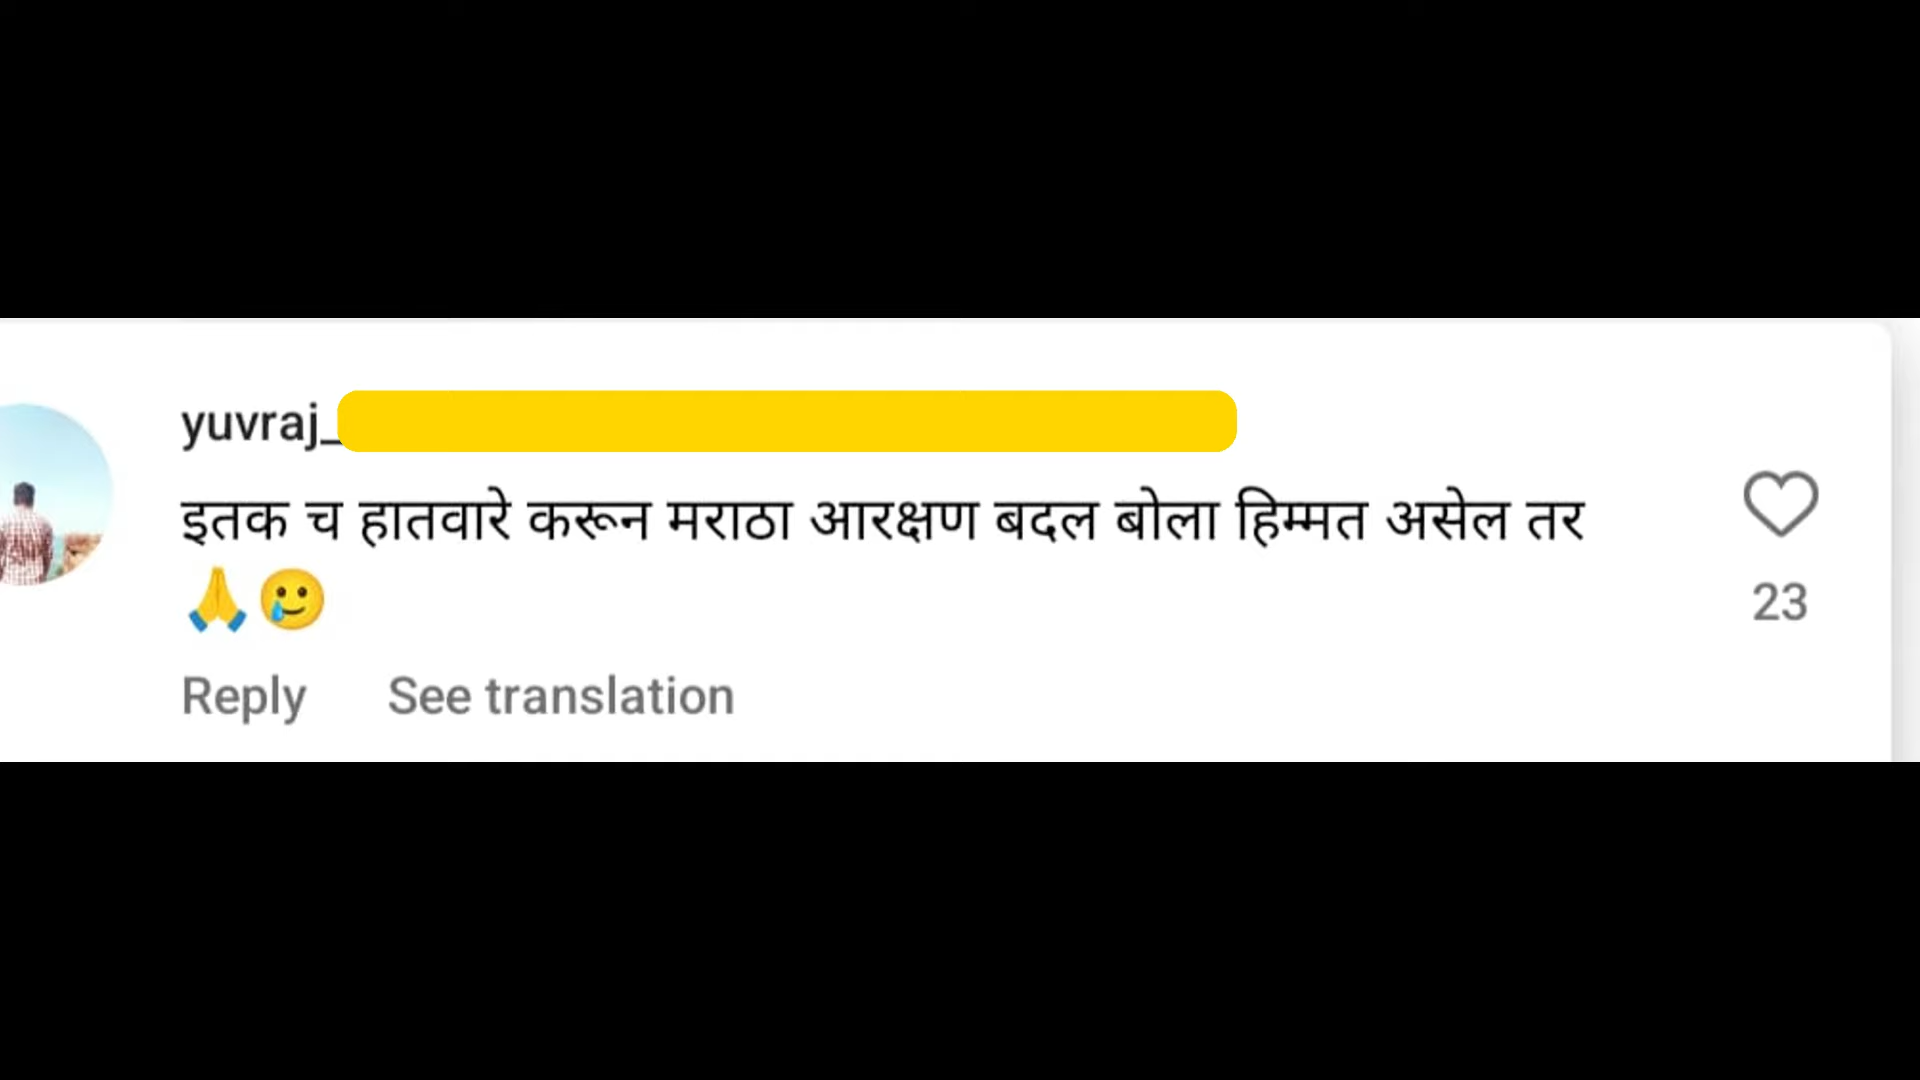 yuvraj_
इतक च हातवारे करून मराठा आरक्षण बदल बोला हिम्मत असेल तर
🙏🥲
23
Reply See translation